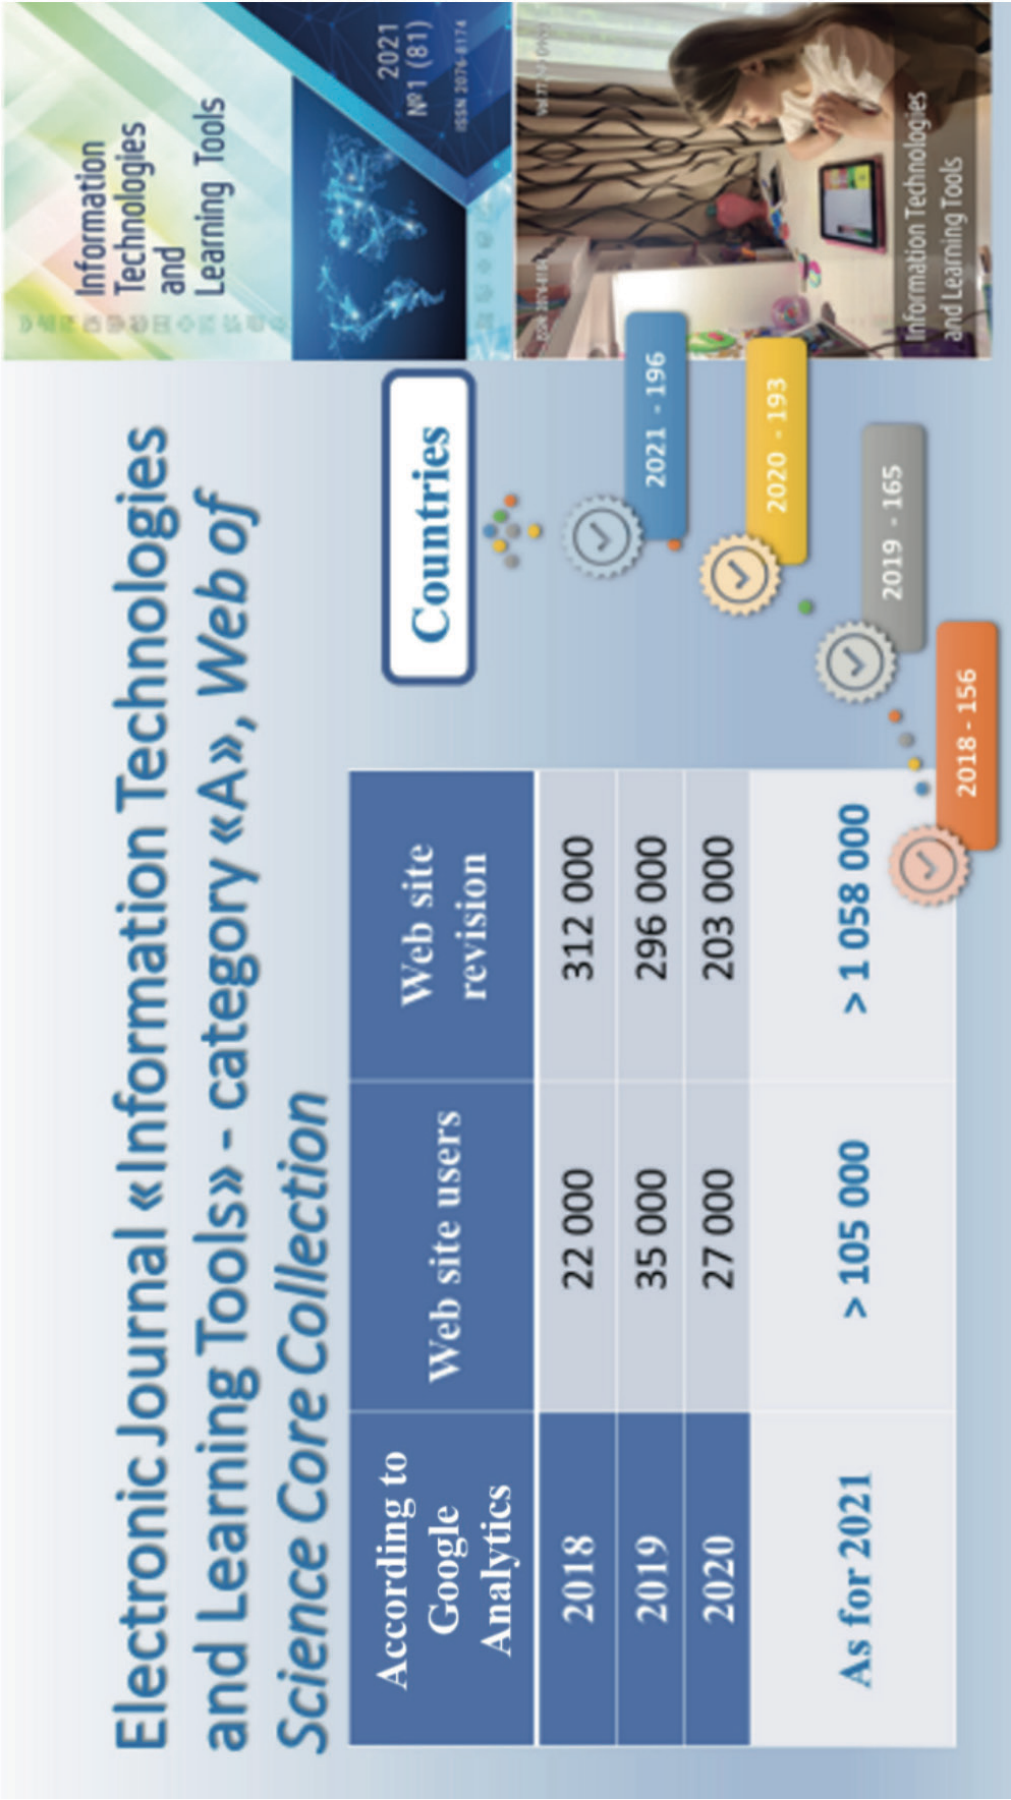 Electronic Journal «Information Technologies
and Learning Tools» - category «A», Web of
Science Core Collection
According to
Google
Analytics
Web site users
Web site
revision
2018
22 000
312 000
2019
35 000
296 000
2020
27 000
203 000
As for 2021
> 105 000
> 1 058 000
Countries
2021 - 196
2020 - 193
2019 - 165
2018 - 156
Information
Technologies
and
Learning Tools
2021
№1 (81)
ISSN 2076-8174
Information Technologies
and Learning Tools